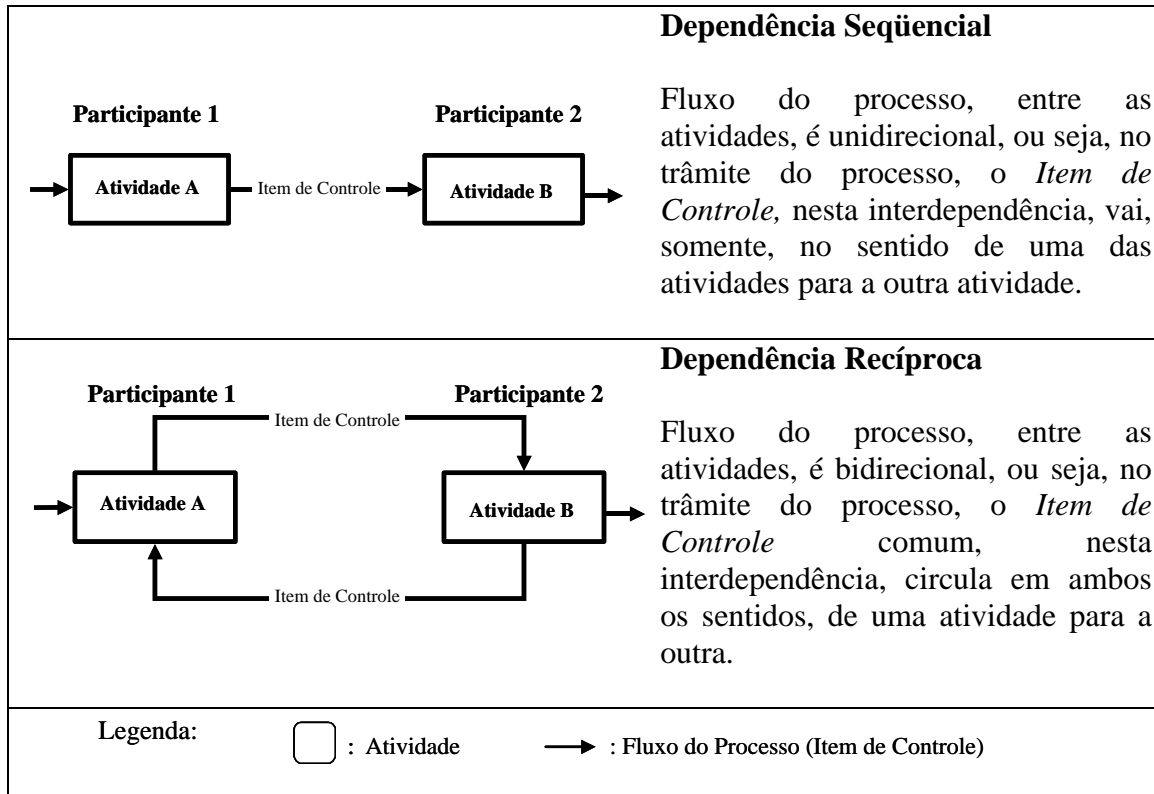 Dependência Seqüencial
Participante 1
Participante 2
Atividade A
Item de Controle
Atividade B
Fluxo do processo, entre as
atividades, é unidirecional, ou seja, no
trâmite do processo, o Item de
Controle, nesta interdependência, vai,
somente, no sentido de uma das
atividades para a outra atividade.
Dependência Recíproca
Participante 1
Participante 2
Item de Controle
Atividade A
Atividade B
Item de Controle
Fluxo do processo, entre as
atividades, é bidirecional, ou seja, no
trâmite do processo, o Item de
Controle comum, nesta
interdependência, circula em ambos
os sentidos, de uma atividade para a
outra.
Legenda:
: Atividade
: Fluxo do Processo (Item de Controle)